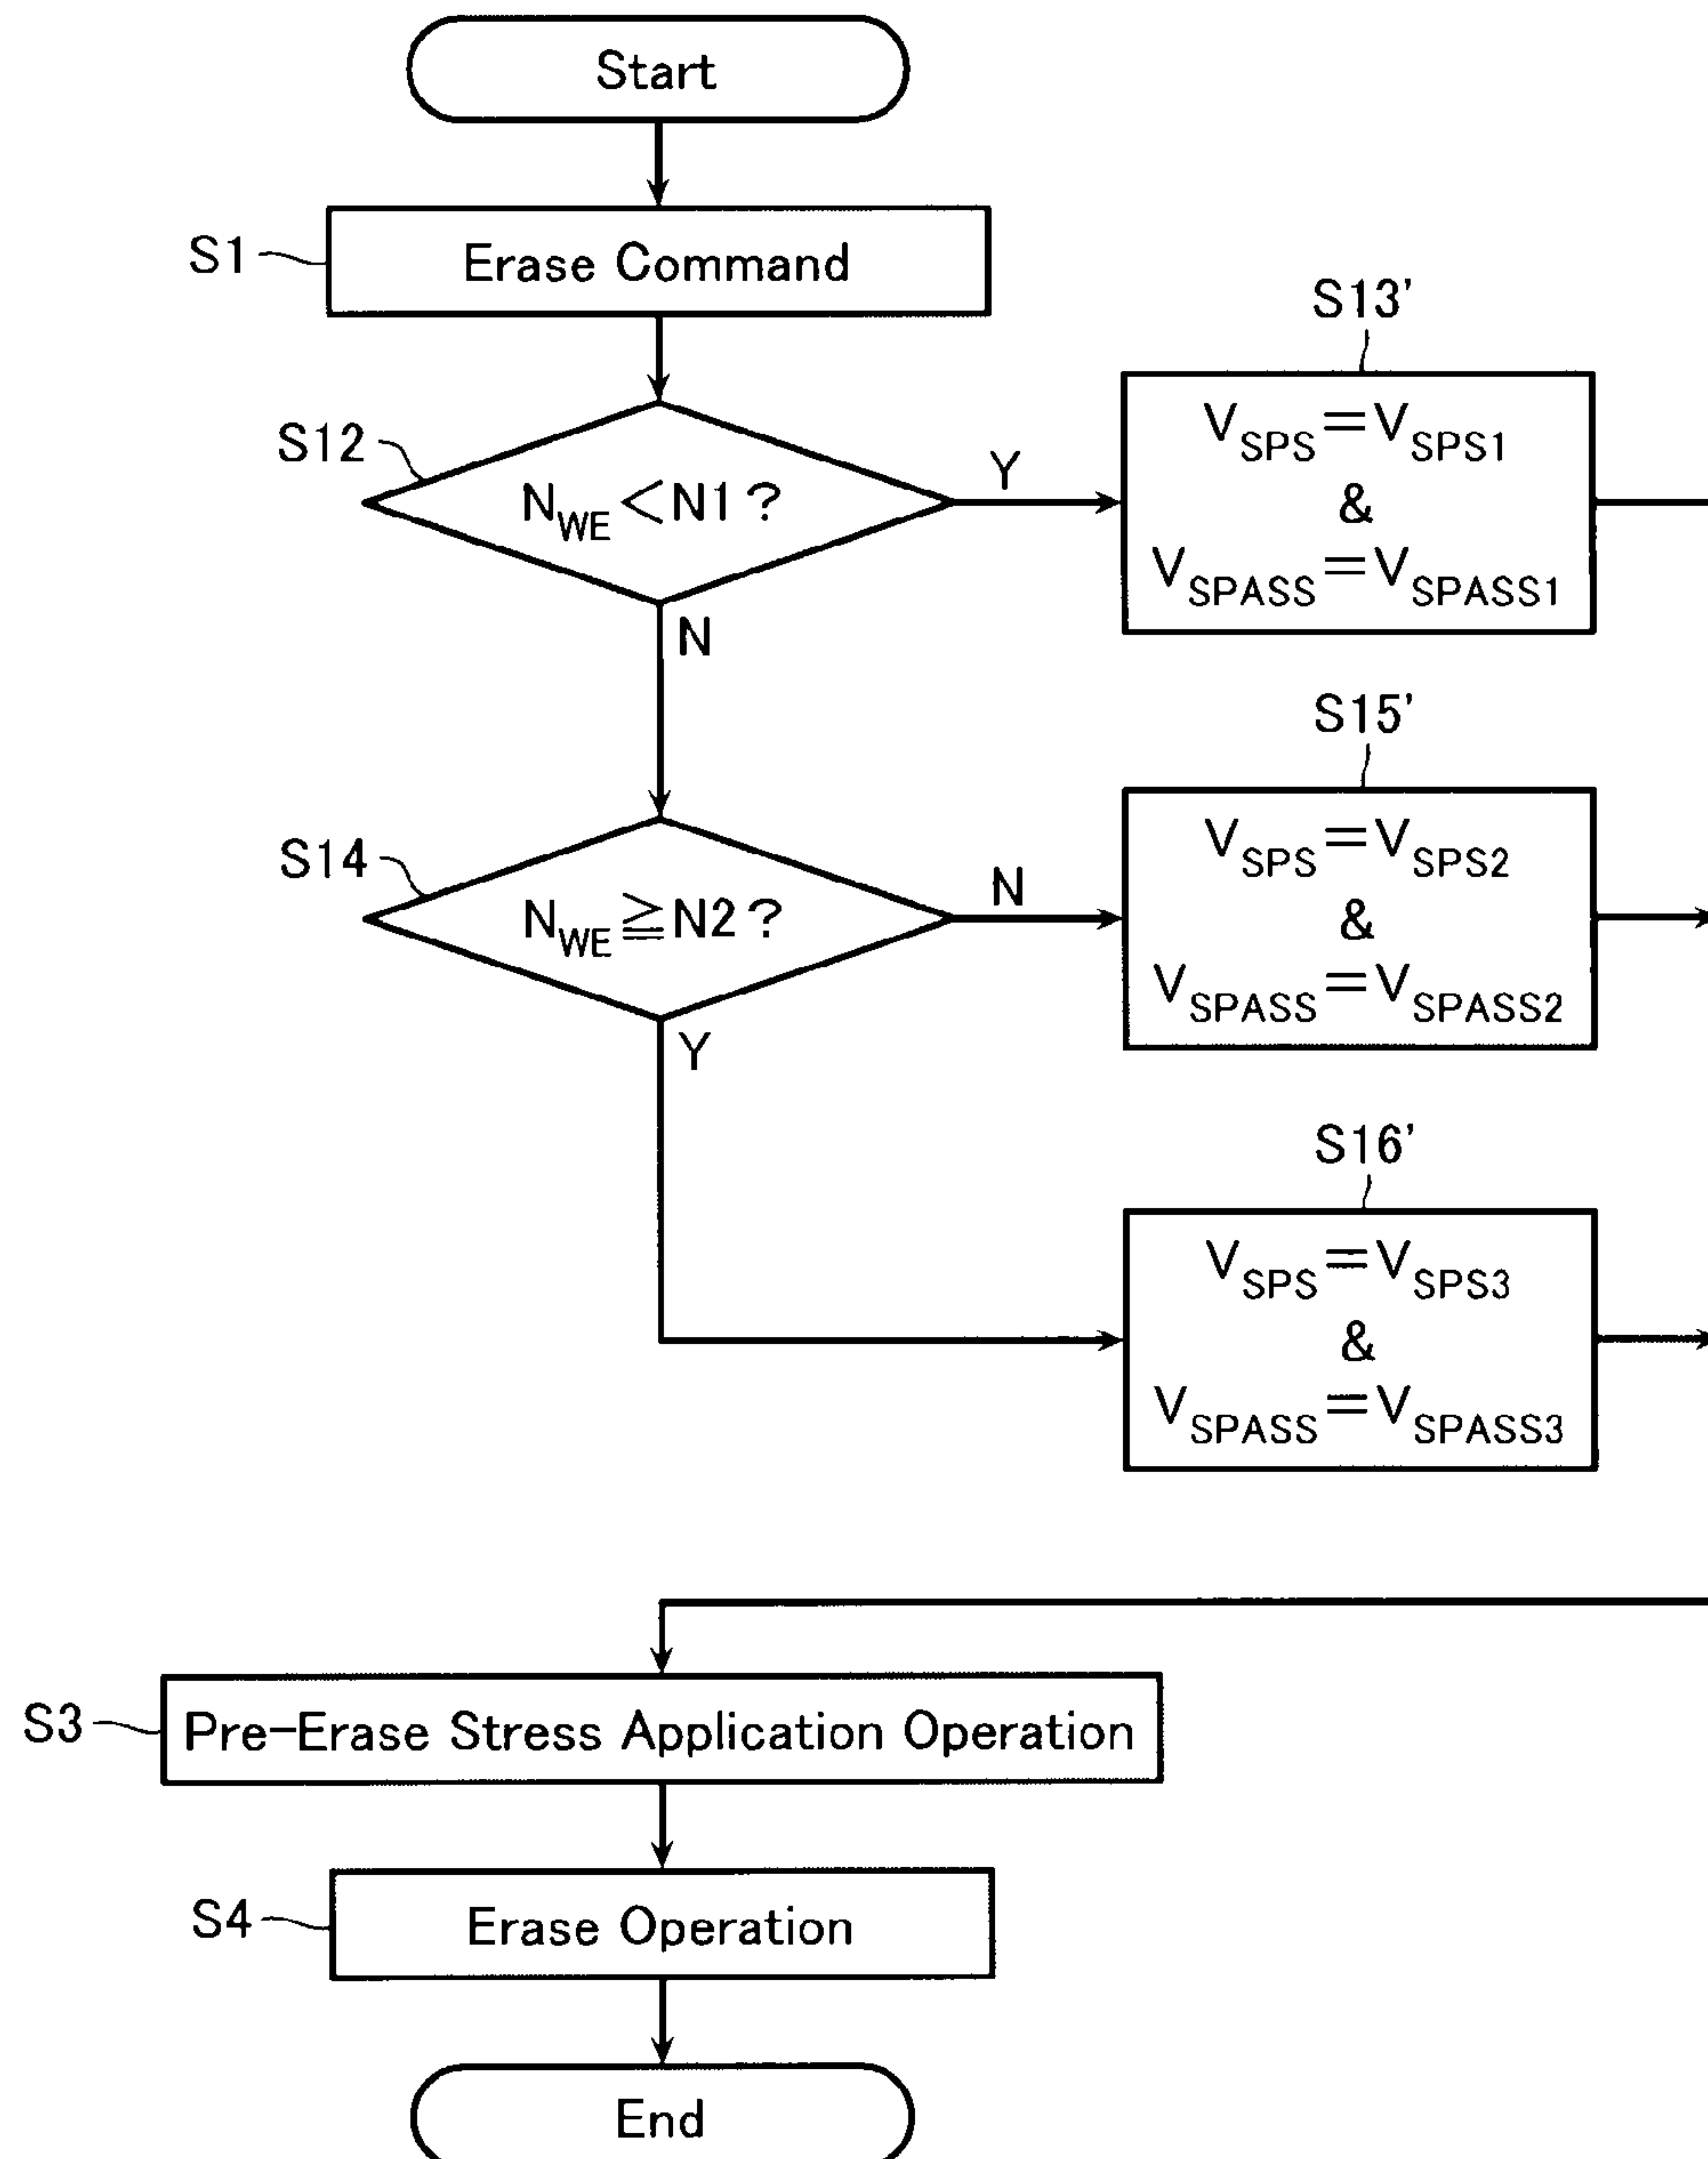 Start
S1
Erase Command
S13'
V_SPS=V_SPS1
&
V_SPASS=V_SPASS1
S12
N_WE<N1?
Y
N
S15'
V_SPS=V_SPS2
&
V_SPASS=V_SPASS2
S14
N_WE≧N2?
N
Y
S16'
V_SPS=V_SPS3
&
V_SPASS=V_SPASS3
S3
Pre-Erase Stress Application Operation
S4
Erase Operation
End